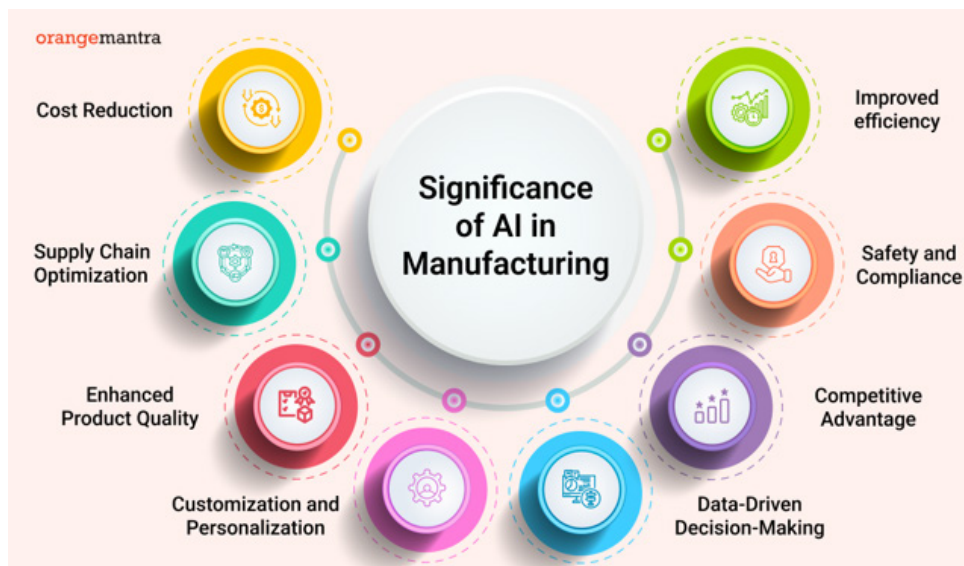 orangemantra
Cost Reduction
Supply Chain
Optimization
Enhanced
Product Quality
Customization and
Personalization
Significance
of AI in
Manufacturing
Improved
efficiency
Safety and
Compliance
Competitive
Advantage
Data-Driven
Decision-Making